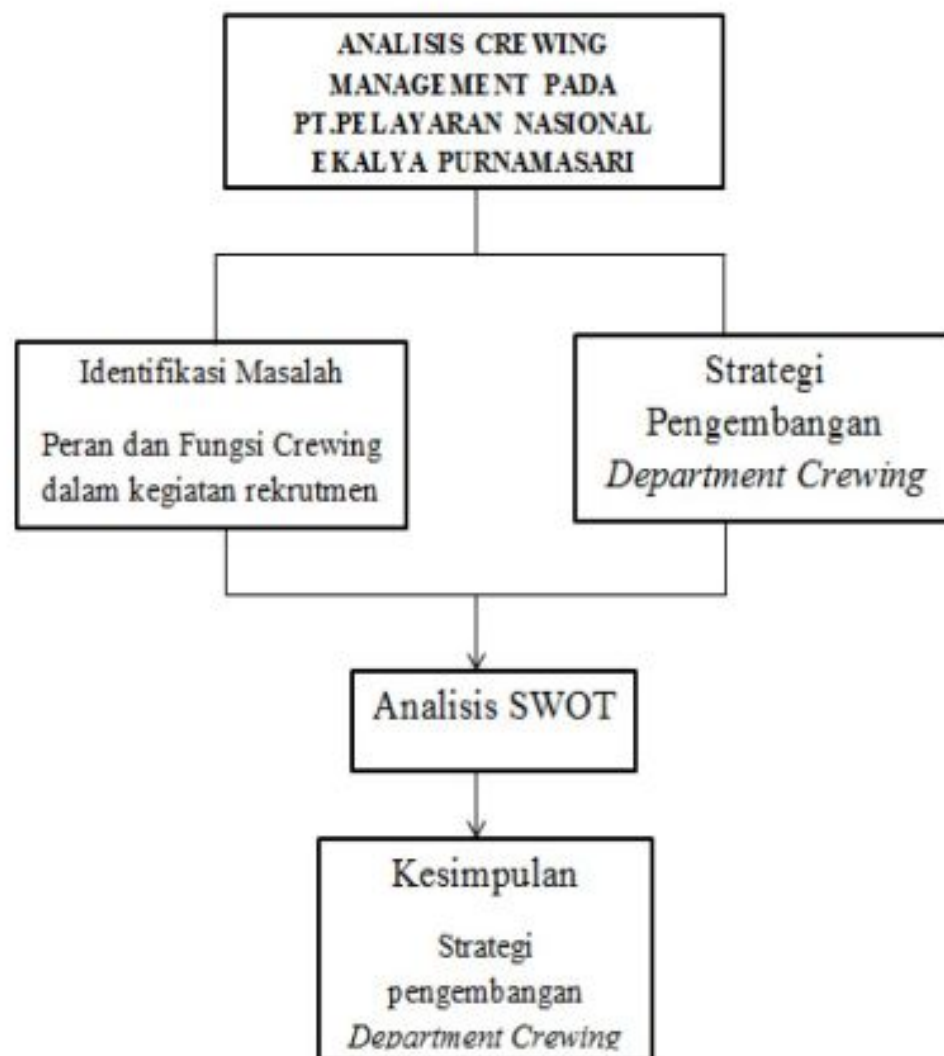 ANALISIS CREWING
MANAGEMENT PADA
PT.PELAYARAN NASIONAL
EKALYA PURNAMASARI
Identifikasi Masalah
Peran dan Fungsi Crewing
dalam kegiatan rekrutmen
Strategi
Pengembangan
Department Crewing
Analisis SWOT
Kesimpulan
Strategi
pengembangan
Department Crewing